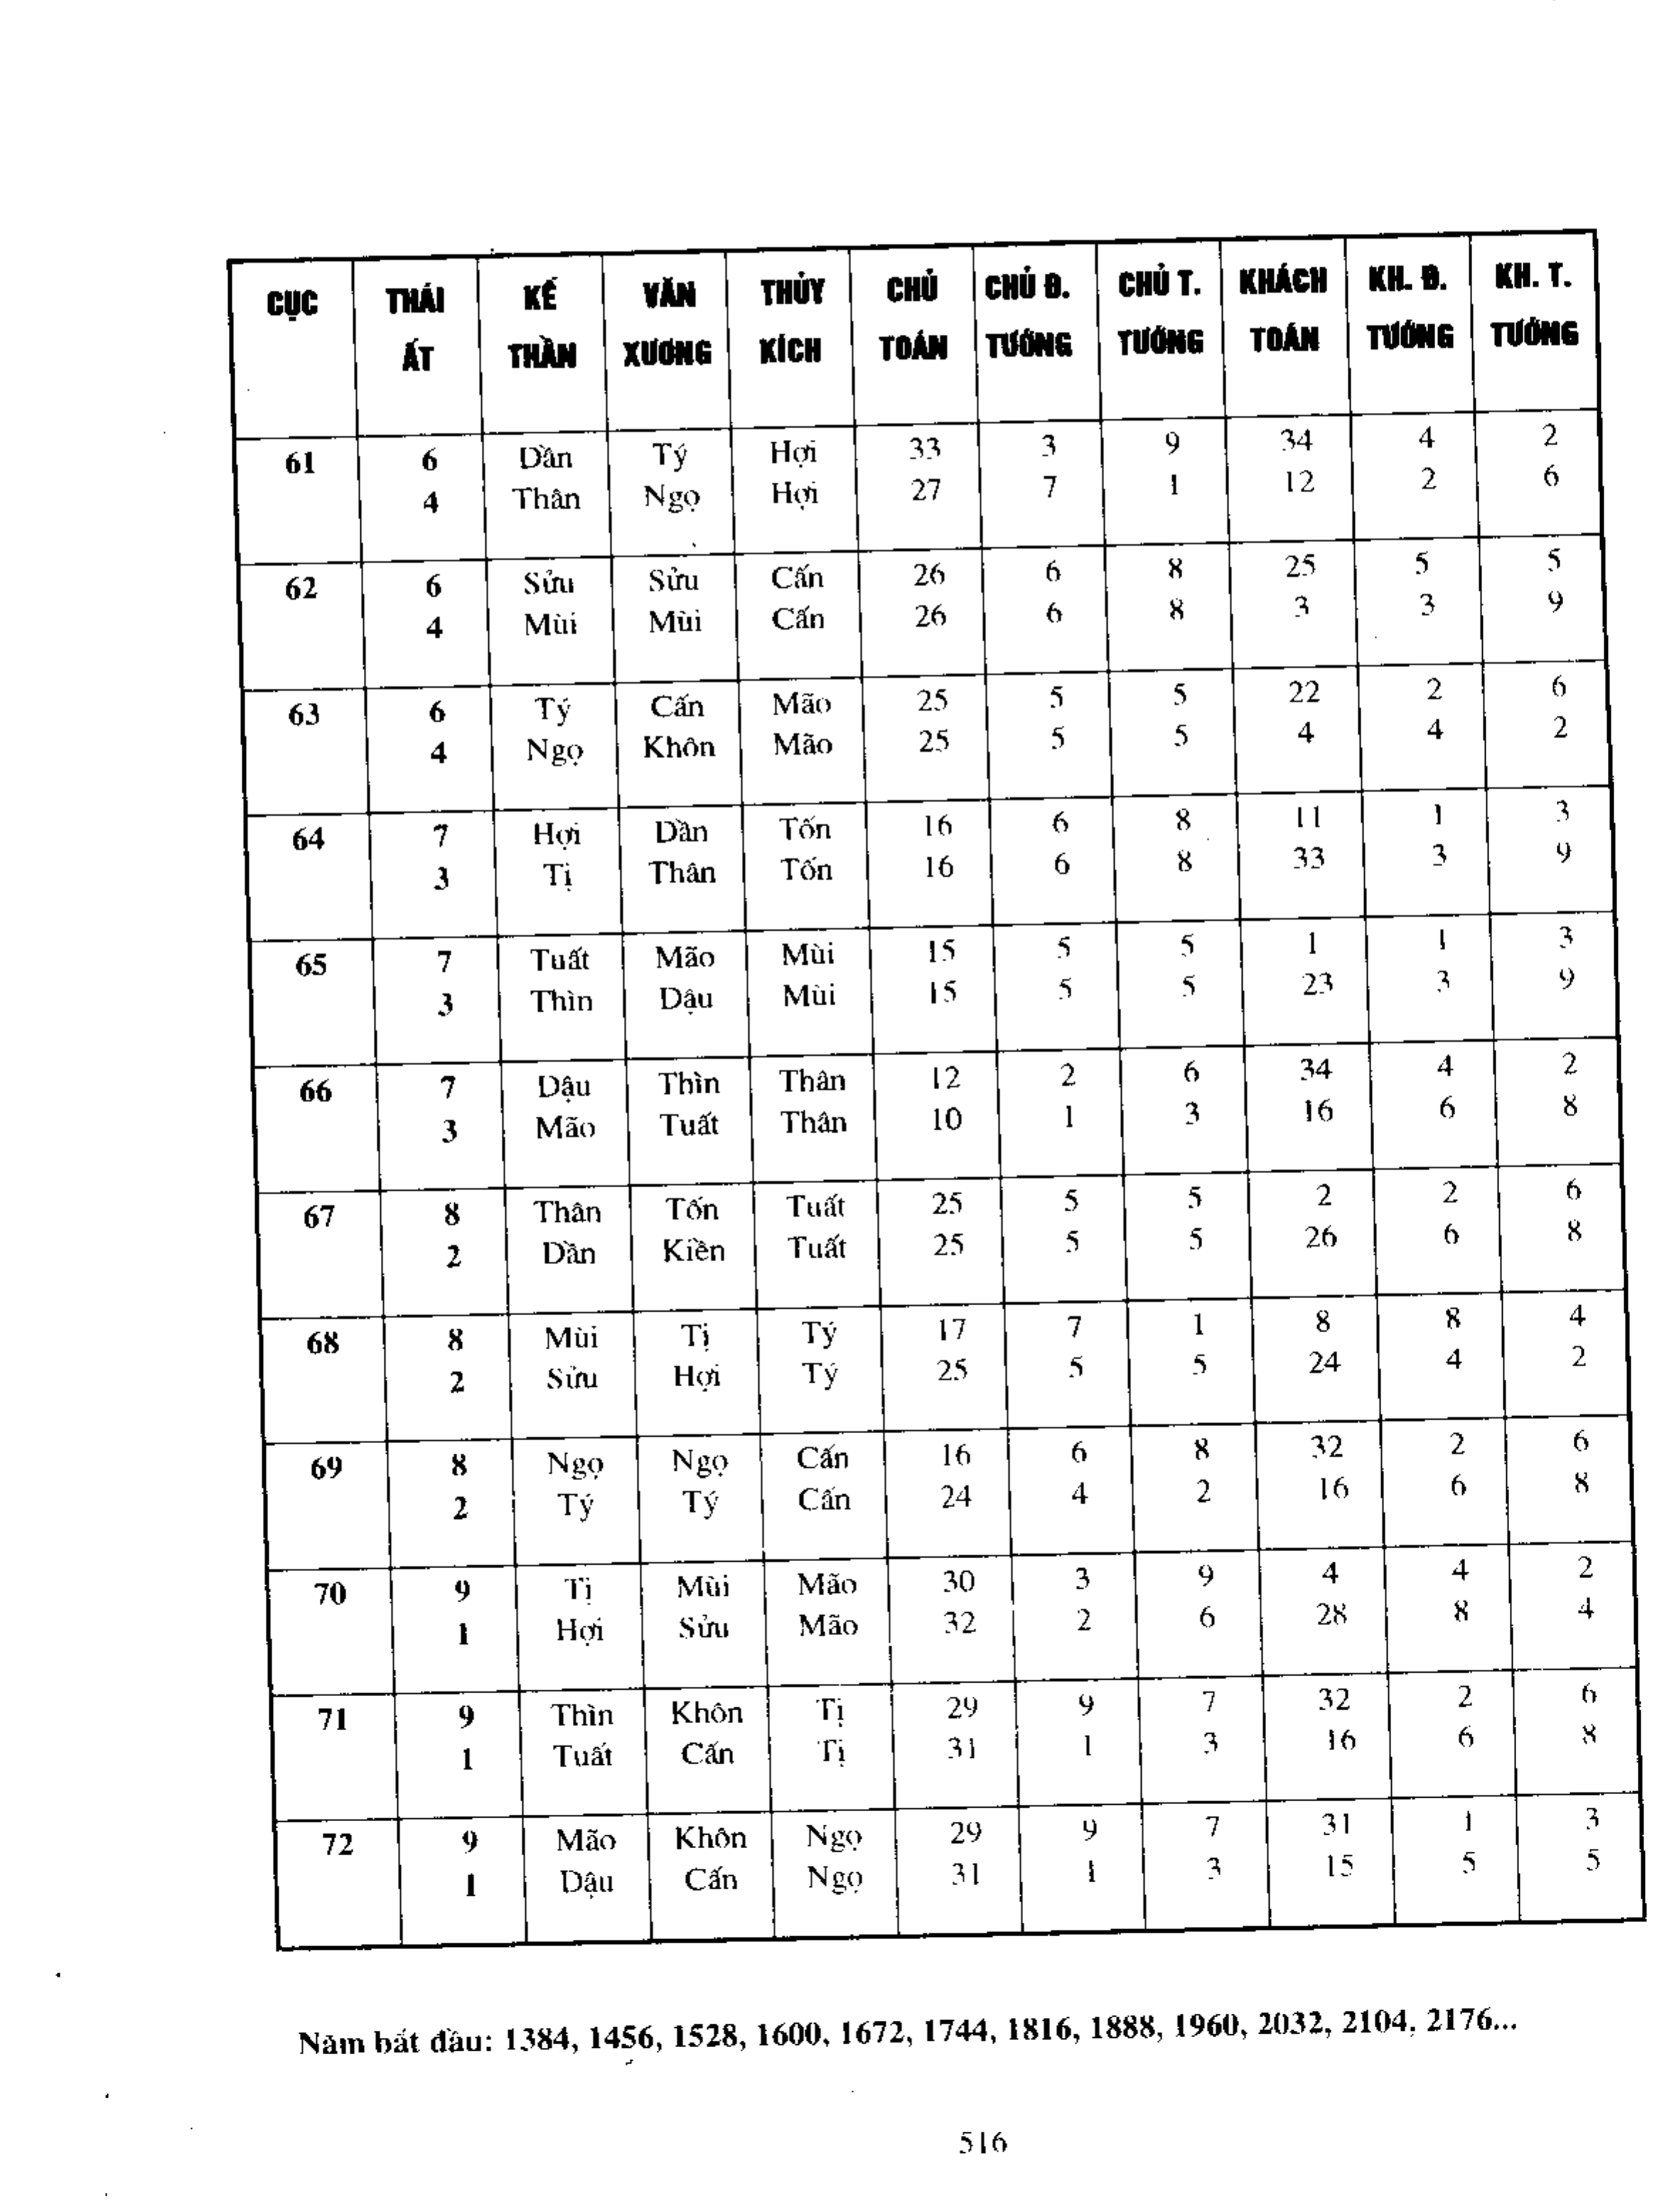 CỤC THÁI KẾ VĂN THỦY CHỦ CHỦ Đ. CHỦ T. KHÁCH KH. Đ. KH. T.
ẤT THẦN XƯƠNG KÍCH TOÁN TƯỚNG TƯỚNG TOÁN TƯỚNG TƯỚNG
61 6 Dần Tý Hợi 33 3 9 34 4 2
4 Thân Ngọ Hợi 27 7 1 12 2 6
62 6 Sửu Sửu Cấn 26 6 8 25 5 5
4 Mùi Mùi Cấn 26 6 8 3 3 9
63 6 Tý Cấn Mão 25 5 5 22 2 6
4 Ngọ Khôn Mão 25 5 5 4 4 2
64 7 Hợi Dần Tốn 16 6 8 11 1 3
3 Tị Thân Tốn 16 6 8 33 3 9
65 7 Tuất Mão Mùi 15 5 5 1 1 3
3 Thìn Dậu Mùi 15 5 5 23 3 9
66 7 Dậu Thìn Thân 12 2 6 34 4 2
3 Mão Tuất Thân 10 1 3 16 6 8
67 8 Thân Tốn Tuất 25 5 5 2 2 6
2 Dần Kiền Tuất 25 5 5 26 6 8
68 8 Mùi Tị Tý 17 7 1 8 8 4
2 Sửu Hợi Tý 25 5 5 24 4 2
69 8 Ngọ Ngọ Cấn 16 6 8 32 2 6
2 Tý Tý Cấn 24 4 2 16 6 8
70 9 Tị Mùi Mão 30 3 9 4 4 2
1 Hợi Sửu Mão 32 2 6 28 8 4
71 9 Thìn Khôn Tị 29 9 7 32 2 6
1 Tuất Cấn Tị 31 1 3 16 6 8
72 9 Mão Khôn Ngọ 29 9 7 31 1 3
1 Dậu Cấn Ngọ 31 1 3 15 5 5
Năm bắt đầu: 1384, 1456, 1528, 1600, 1672, 1744, 1816, 1888, 1960, 2032, 2104, 2176...
516